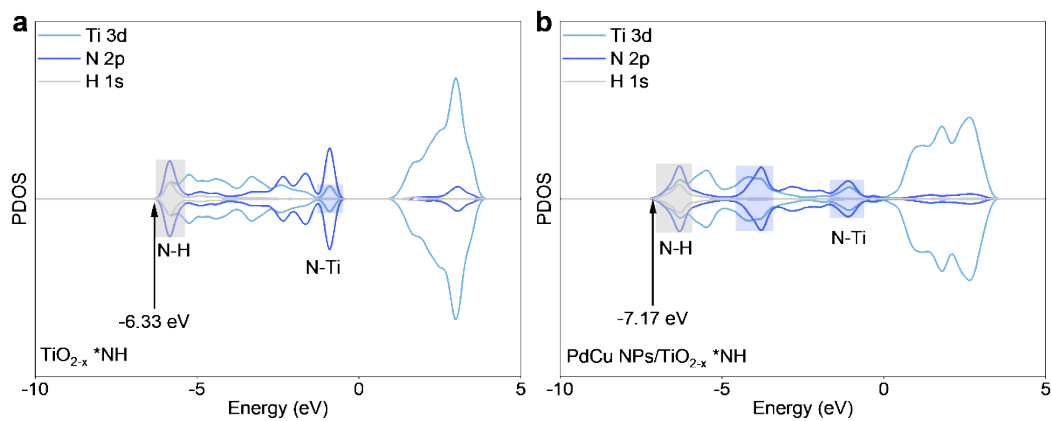 a
Ti 3d
N 2p
H 1s
PDOS
N-H
N-Ti
-6.33 eV
TiO2-x *NH
-10 -5 0 5
Energy (eV)
b
Ti 3d
N 2p
H 1s
PDOS
N-H
N-Ti
-7.17 eV
PdCu NPs/TiO2-x *NH
-10 -5 0 5
Energy (eV)